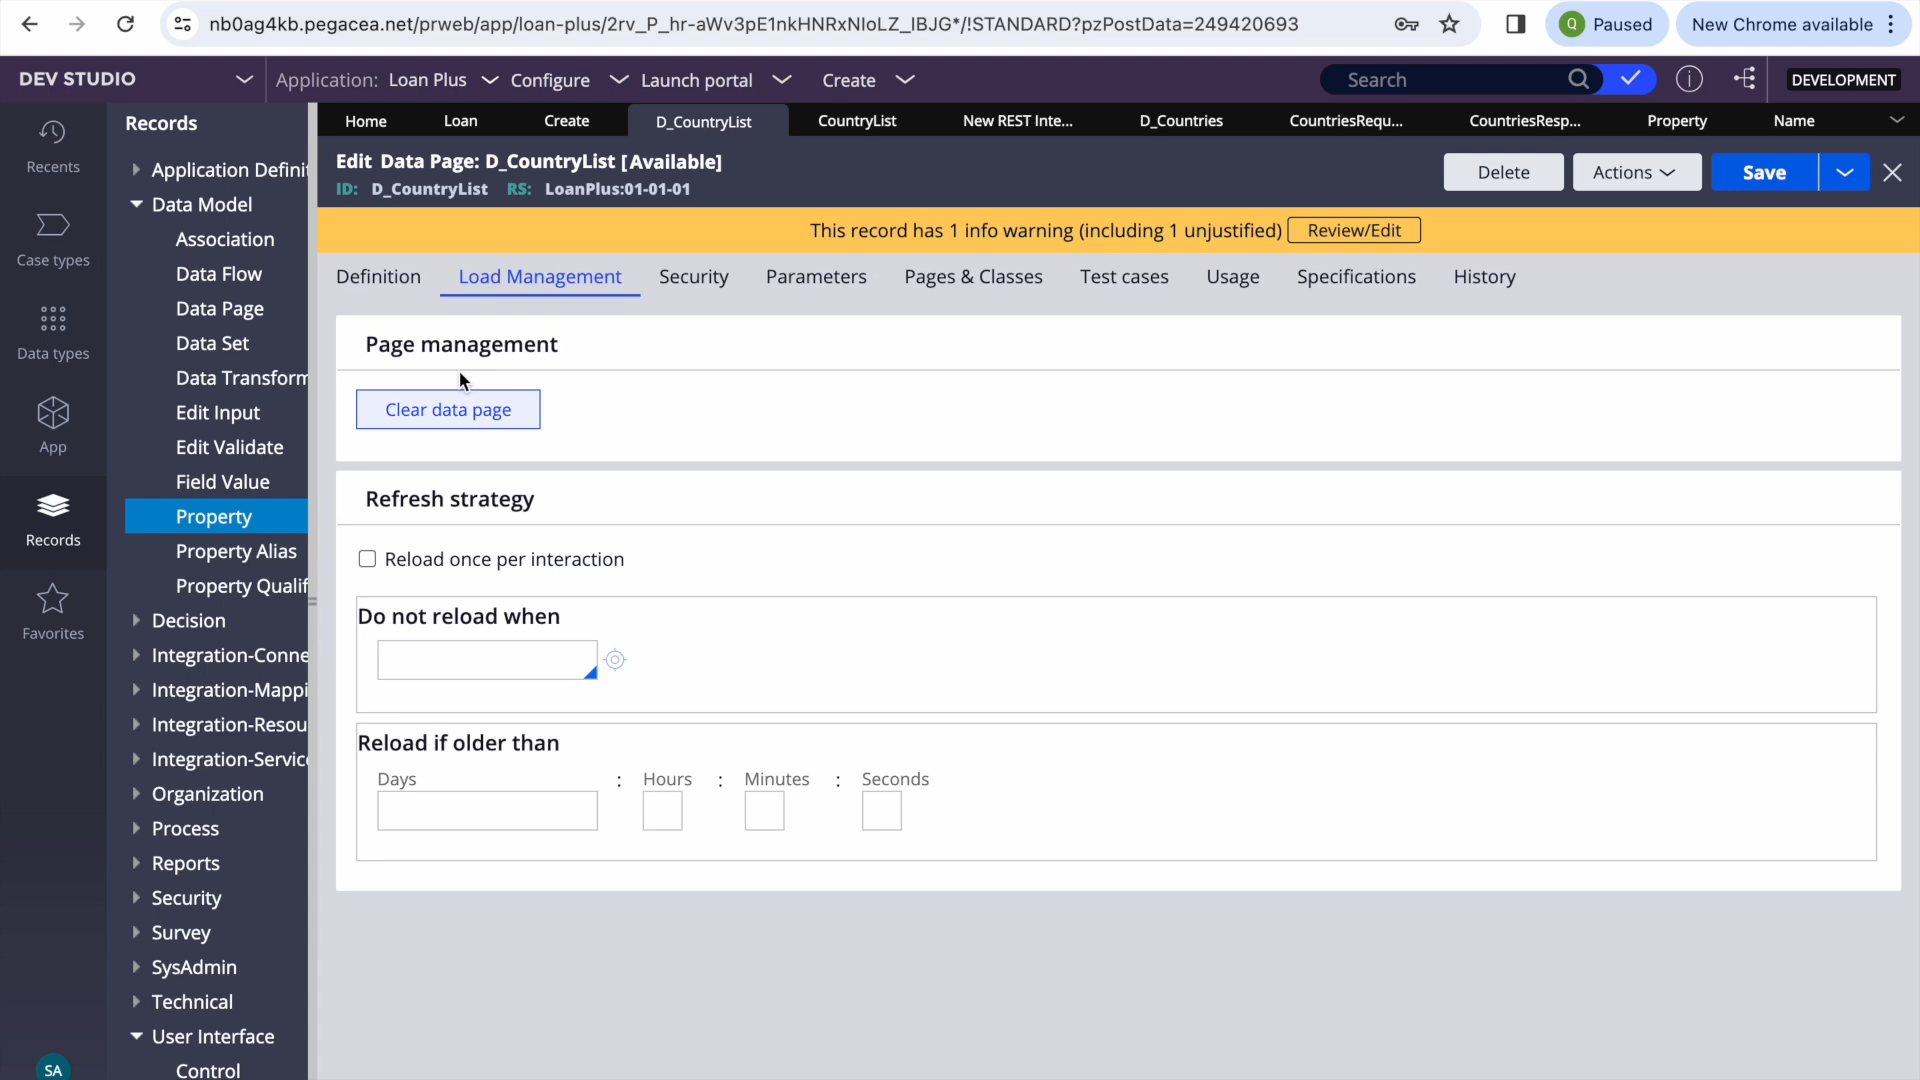 nb0ag4kb.pegacea.net/prweb/app/loan-plus/2rv_P_hr-aWv3pE1nkHNRxNIoLZ_IBJG*/!STANDARD?pzPostData=249420693
Q Paused
New Chrome available
DEV STUDIO
Application: Loan Plus
Configure
Launch portal
Create
Search
DEVELOPMENT
Recents
Case types
Data types
App
Records
Favorites
SA
Records
Application Definit
Data Model
Association
Data Flow
Data Page
Data Set
Data Transform
Edit Input
Edit Validate
Field Value
Property
Property Alias
Property Qualif
Decision
Integration-Conne
Integration-Mappi
Integration-Resou
Integration-Service
Organization
Process
Reports
Security
Survey
SysAdmin
Technical
User Interface
Control
Home
Loan
Create
D_CountryList
CountryList
New REST Inte...
D_Countries
CountriesRequ...
CountriesResp...
Property
Name
Edit Data Page: D_CountryList [Available]
ID: D_CountryList RS: LoanPlus:01-01-01
Delete
Actions
Save
This record has 1 info warning (including 1 unjustified)
Review/Edit
Definition
Load Management
Security
Parameters
Pages & Classes
Test cases
Usage
Specifications
History
Page management
Clear data page
Refresh strategy
Reload once per interaction
Do not reload when
Reload if older than
Days : Hours : Minutes : Seconds